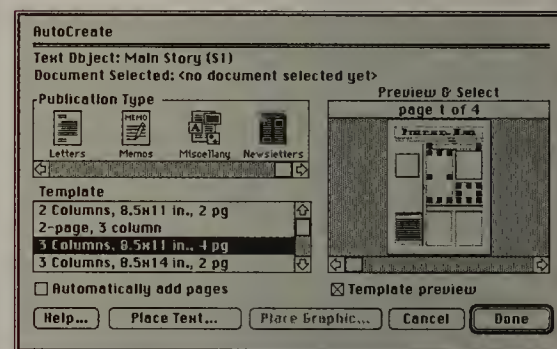 AutoCreate
Text Object: Main Story (S1)
Document Selected: <no document selected yet>
Publication Type
MEMO
Letters Memos Miscellany Newsletters
Preview & Select
page 1 of 4
Template
2 Columns, 8.5x11 in., 2 pg
2-page, 3 column
3 Columns, 8.5x11 in., 4 pg
3 Columns, 8.5x14 in., 2 pg
Automatically add pages
Template preview
Help... Place Text... Place Graphic... Cancel Done